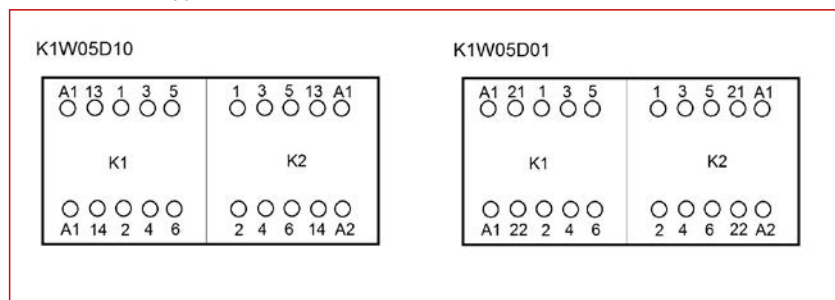 K1W05D10
A1 13 1 3 5 1 3 5 13 A1
K1 K2
A1 14 2 4 6 2 4 6 14 A2
K1W05D01
A1 21 1 3 5 1 3 5 21 A1
K1 K2
A1 22 2 4 6 2 4 6 22 A2